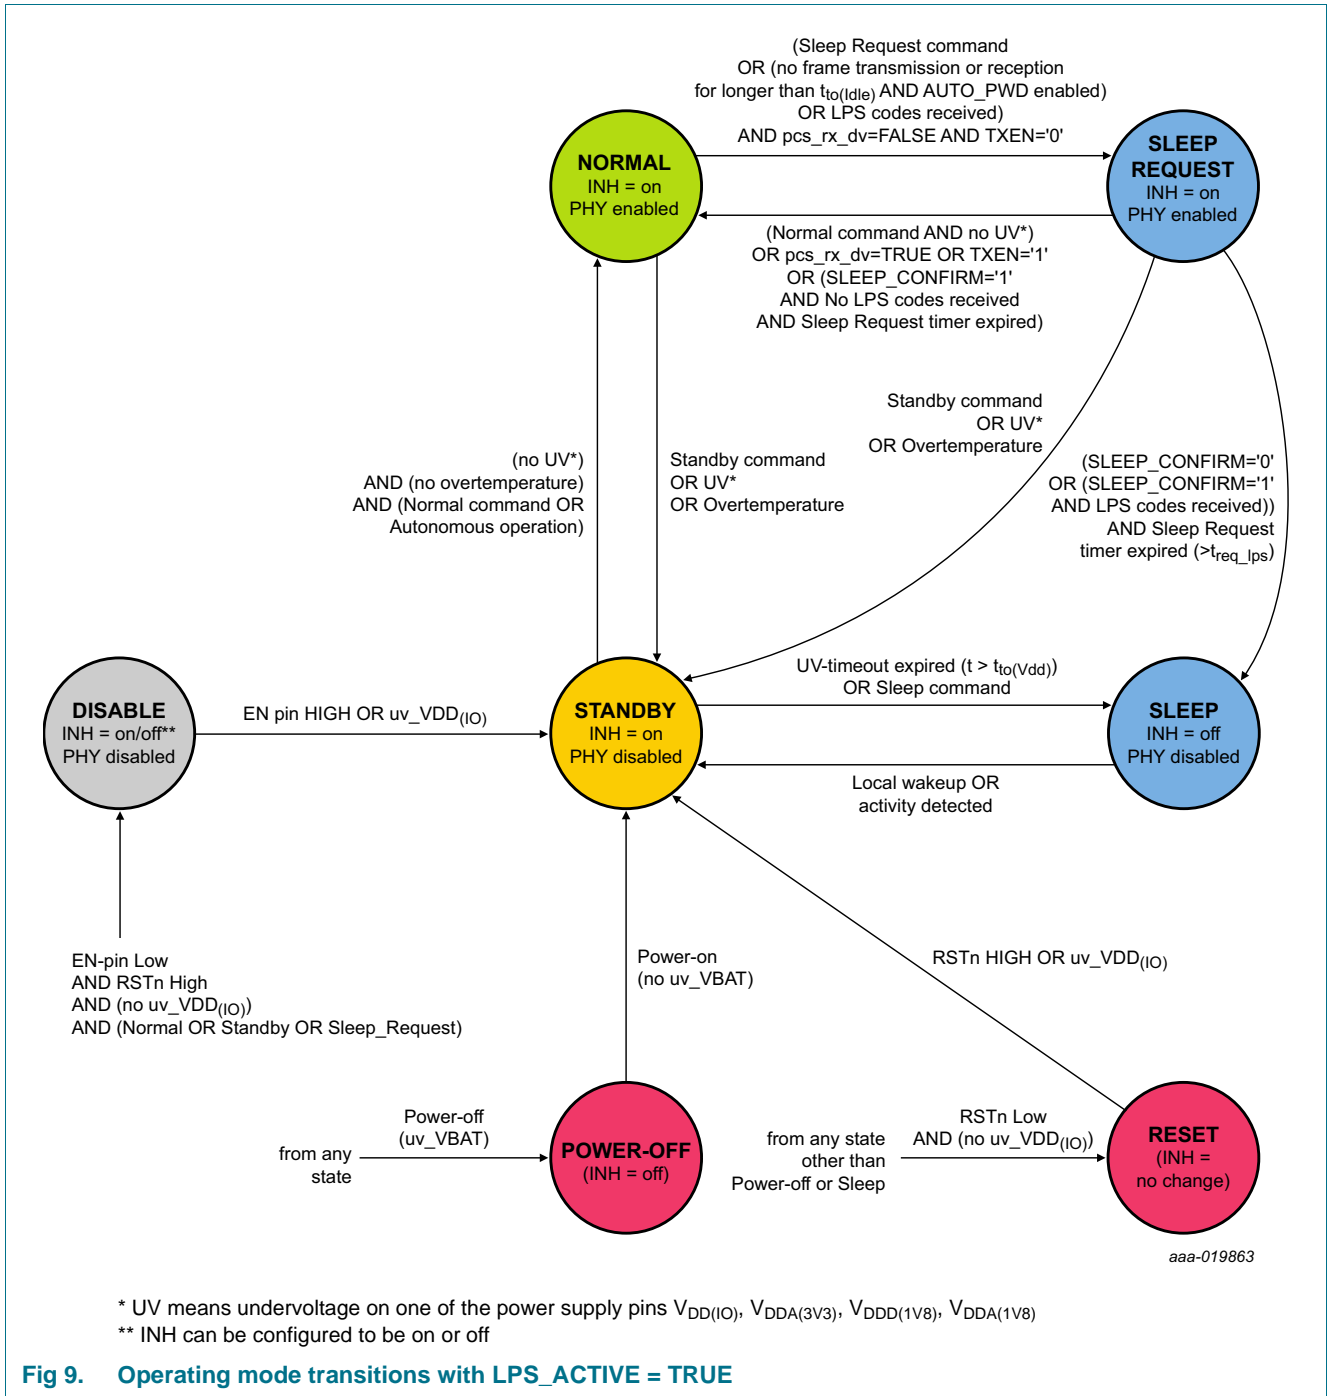 (Sleep Request command
OR (no frame transmission or reception
for longer than tto(Idle) AND AUTO_PWD enabled)
OR LPS codes received)
AND pcs_rx_dv=FALSE AND TXEN='0'
NORMAL
INH = on
PHY enabled
SLEEP
REQUEST
INH = on
PHY enabled
(Normal command AND no UV*)
OR pcs_rx_dv=TRUE OR TXEN='1'
OR (SLEEP_CONFIRM='1'
AND No LPS codes received
AND Sleep Request timer expired)
Standby command
OR UV*
OR Overtemperature
(no UV*)
AND (no overtemperature)
AND (Normal command OR
Autonomous operation)
Standby command
OR UV*
OR Overtemperature
(SLEEP_CONFIRM='0'
OR (SLEEP_CONFIRM='1'
AND LPS codes received))
AND Sleep Request
timer expired (>treq_lps)
DISABLE
INH = on/off**
PHY disabled
EN pin HIGH OR uv_VDD(IO)
STANDBY
INH = on
PHY disabled
UV-timeout expired (t > tto(Vdd))
OR Sleep command
SLEEP
INH = off
PHY disabled
Local wakeup OR
activity detected
EN-pin Low
AND RSTn High
AND (no uv_VDD(IO))
AND (Normal OR Standby OR Sleep_Request)
Power-on
(no uv_VBAT)
RSTn HIGH OR uv_VDD(IO)
from any
state
Power-off
(uv_VBAT)
POWER-OFF
(INH = off)
from any state
other than
Power-off or Sleep
RSTn Low
AND (no uv_VDD(IO))
RESET
(INH =
no change)
aaa-019863
* UV means undervoltage on one of the power supply pins VDD(IO), VDDA(3V3), VDDD(1V8), VDDA(1V8)
** INH can be configured to be on or off
Fig 9. Operating mode transitions with LPS_ACTIVE = TRUE